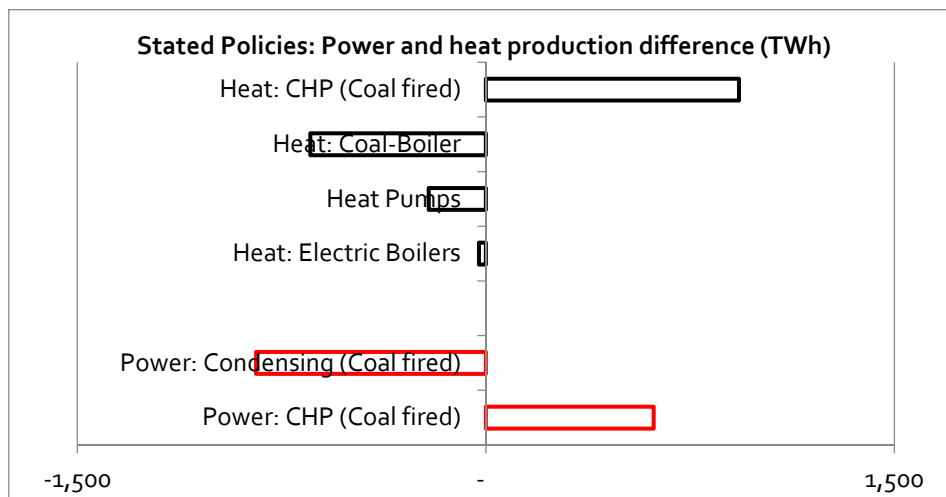 Stated Policies: Power and heat production difference (TWh)
Heat: CHP (Coal fired)
Heat: Coal-Boiler
Heat Pumps
Heat: Electric Boilers
Power: Condensing (Coal fired)
Power: CHP (Coal fired)
-1,500 - 1,500